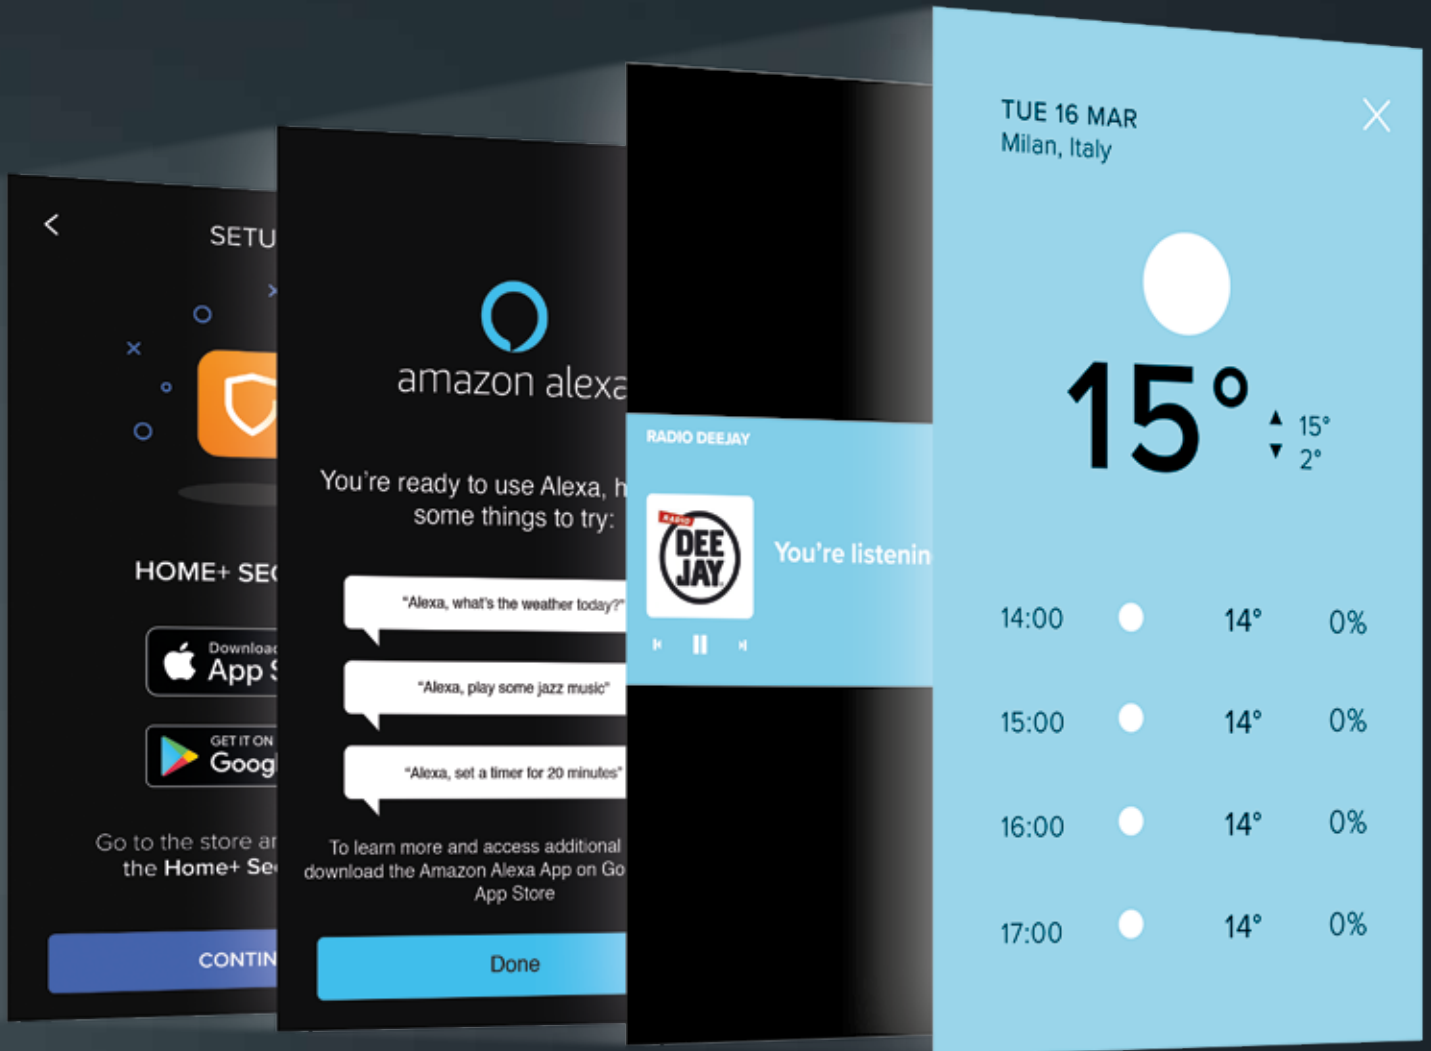 SETU
HOME+ SEC
Download
App S
GET IT ON
Goog
Go to the store an
the Home+ Sec
CONTIN
amazon alexa
You're ready to use Alexa, h
some things to try:
"Alexa, what's the weather today?"
"Alexa, play some jazz music"
"Alexa, set a timer for 20 minutes"
To learn more and access additional
download the Amazon Alexa App on Go
App Store
Done
RADIO DEEJAY
RADIO
DEE
JAY
You're listenin
TUE 16 MAR
Milan, Italy
15°
15°
2°
14:00 14° 0%
15:00 14° 0%
16:00 14° 0%
17:00 14° 0%